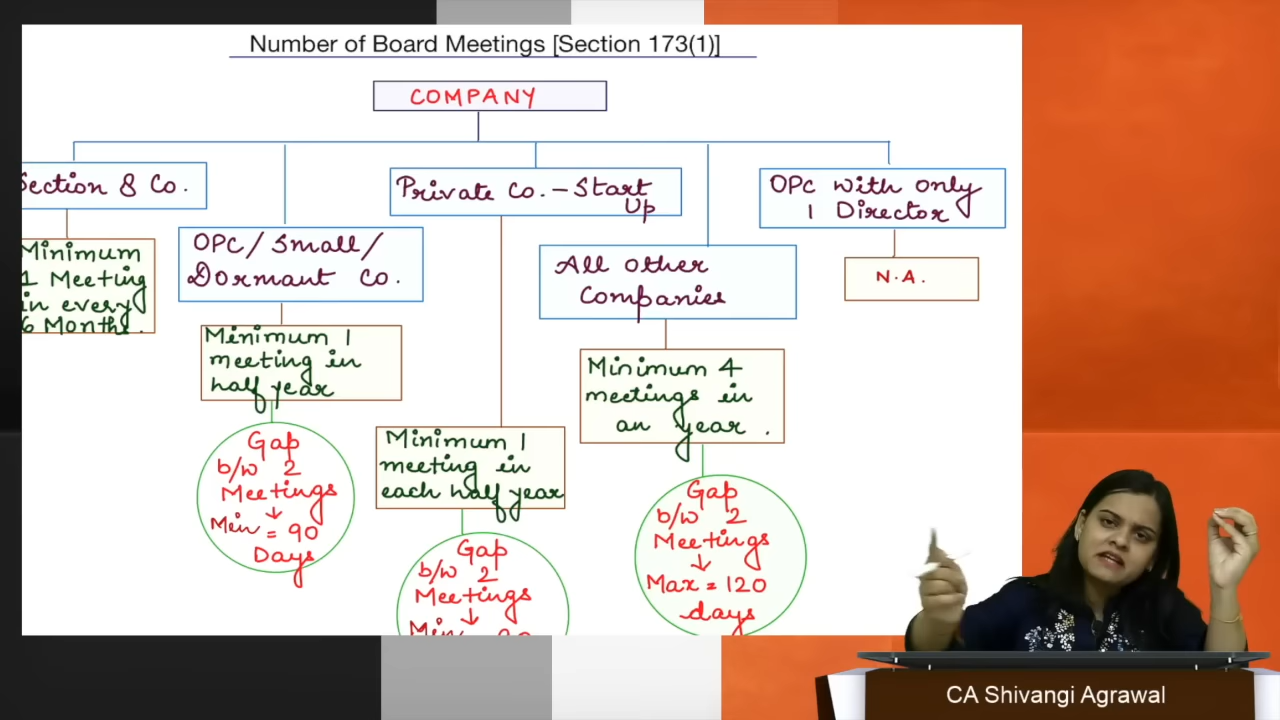 Number of Board Meetings [Section 173(1)]
COMPANY
Section 8 Co.
Minimum
1 Meeting
in every
6 Months.
OPC/Small/
Dormant Co.
Minimum 1
meeting in
half year
Gap
b/w 2
Meetings
↓
Min = 90
Days
Private Co. - Start
Up
Minimum 1
meeting in
each half year
Gap
b/w 2
Meetings
↓
Min
All other
Companies
Minimum 4
meetings in
an year.
Gap
b/w 2
Meetings
↓
Max = 120
days
OPC with only
1 Director
N.A.
CA Shivangi Agrawal